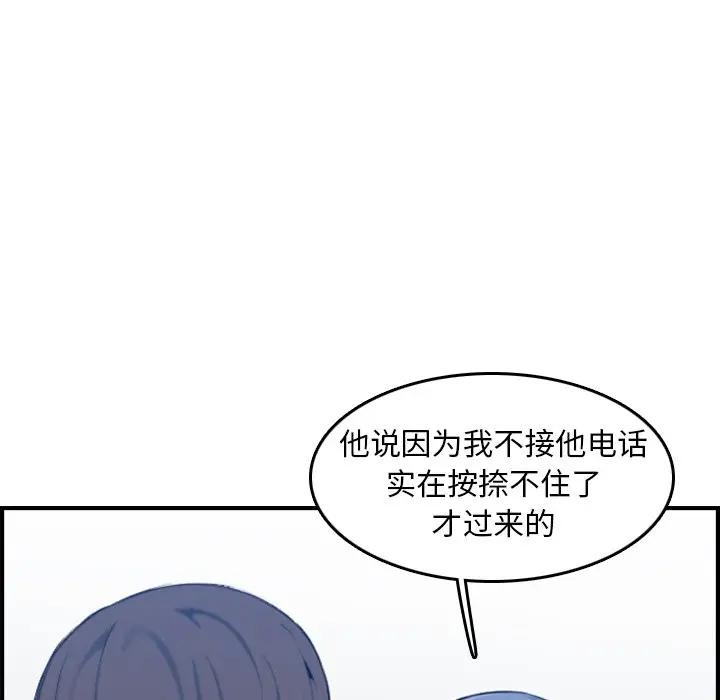 他说因为我不接他电话
实在按捺不住了
才过来的